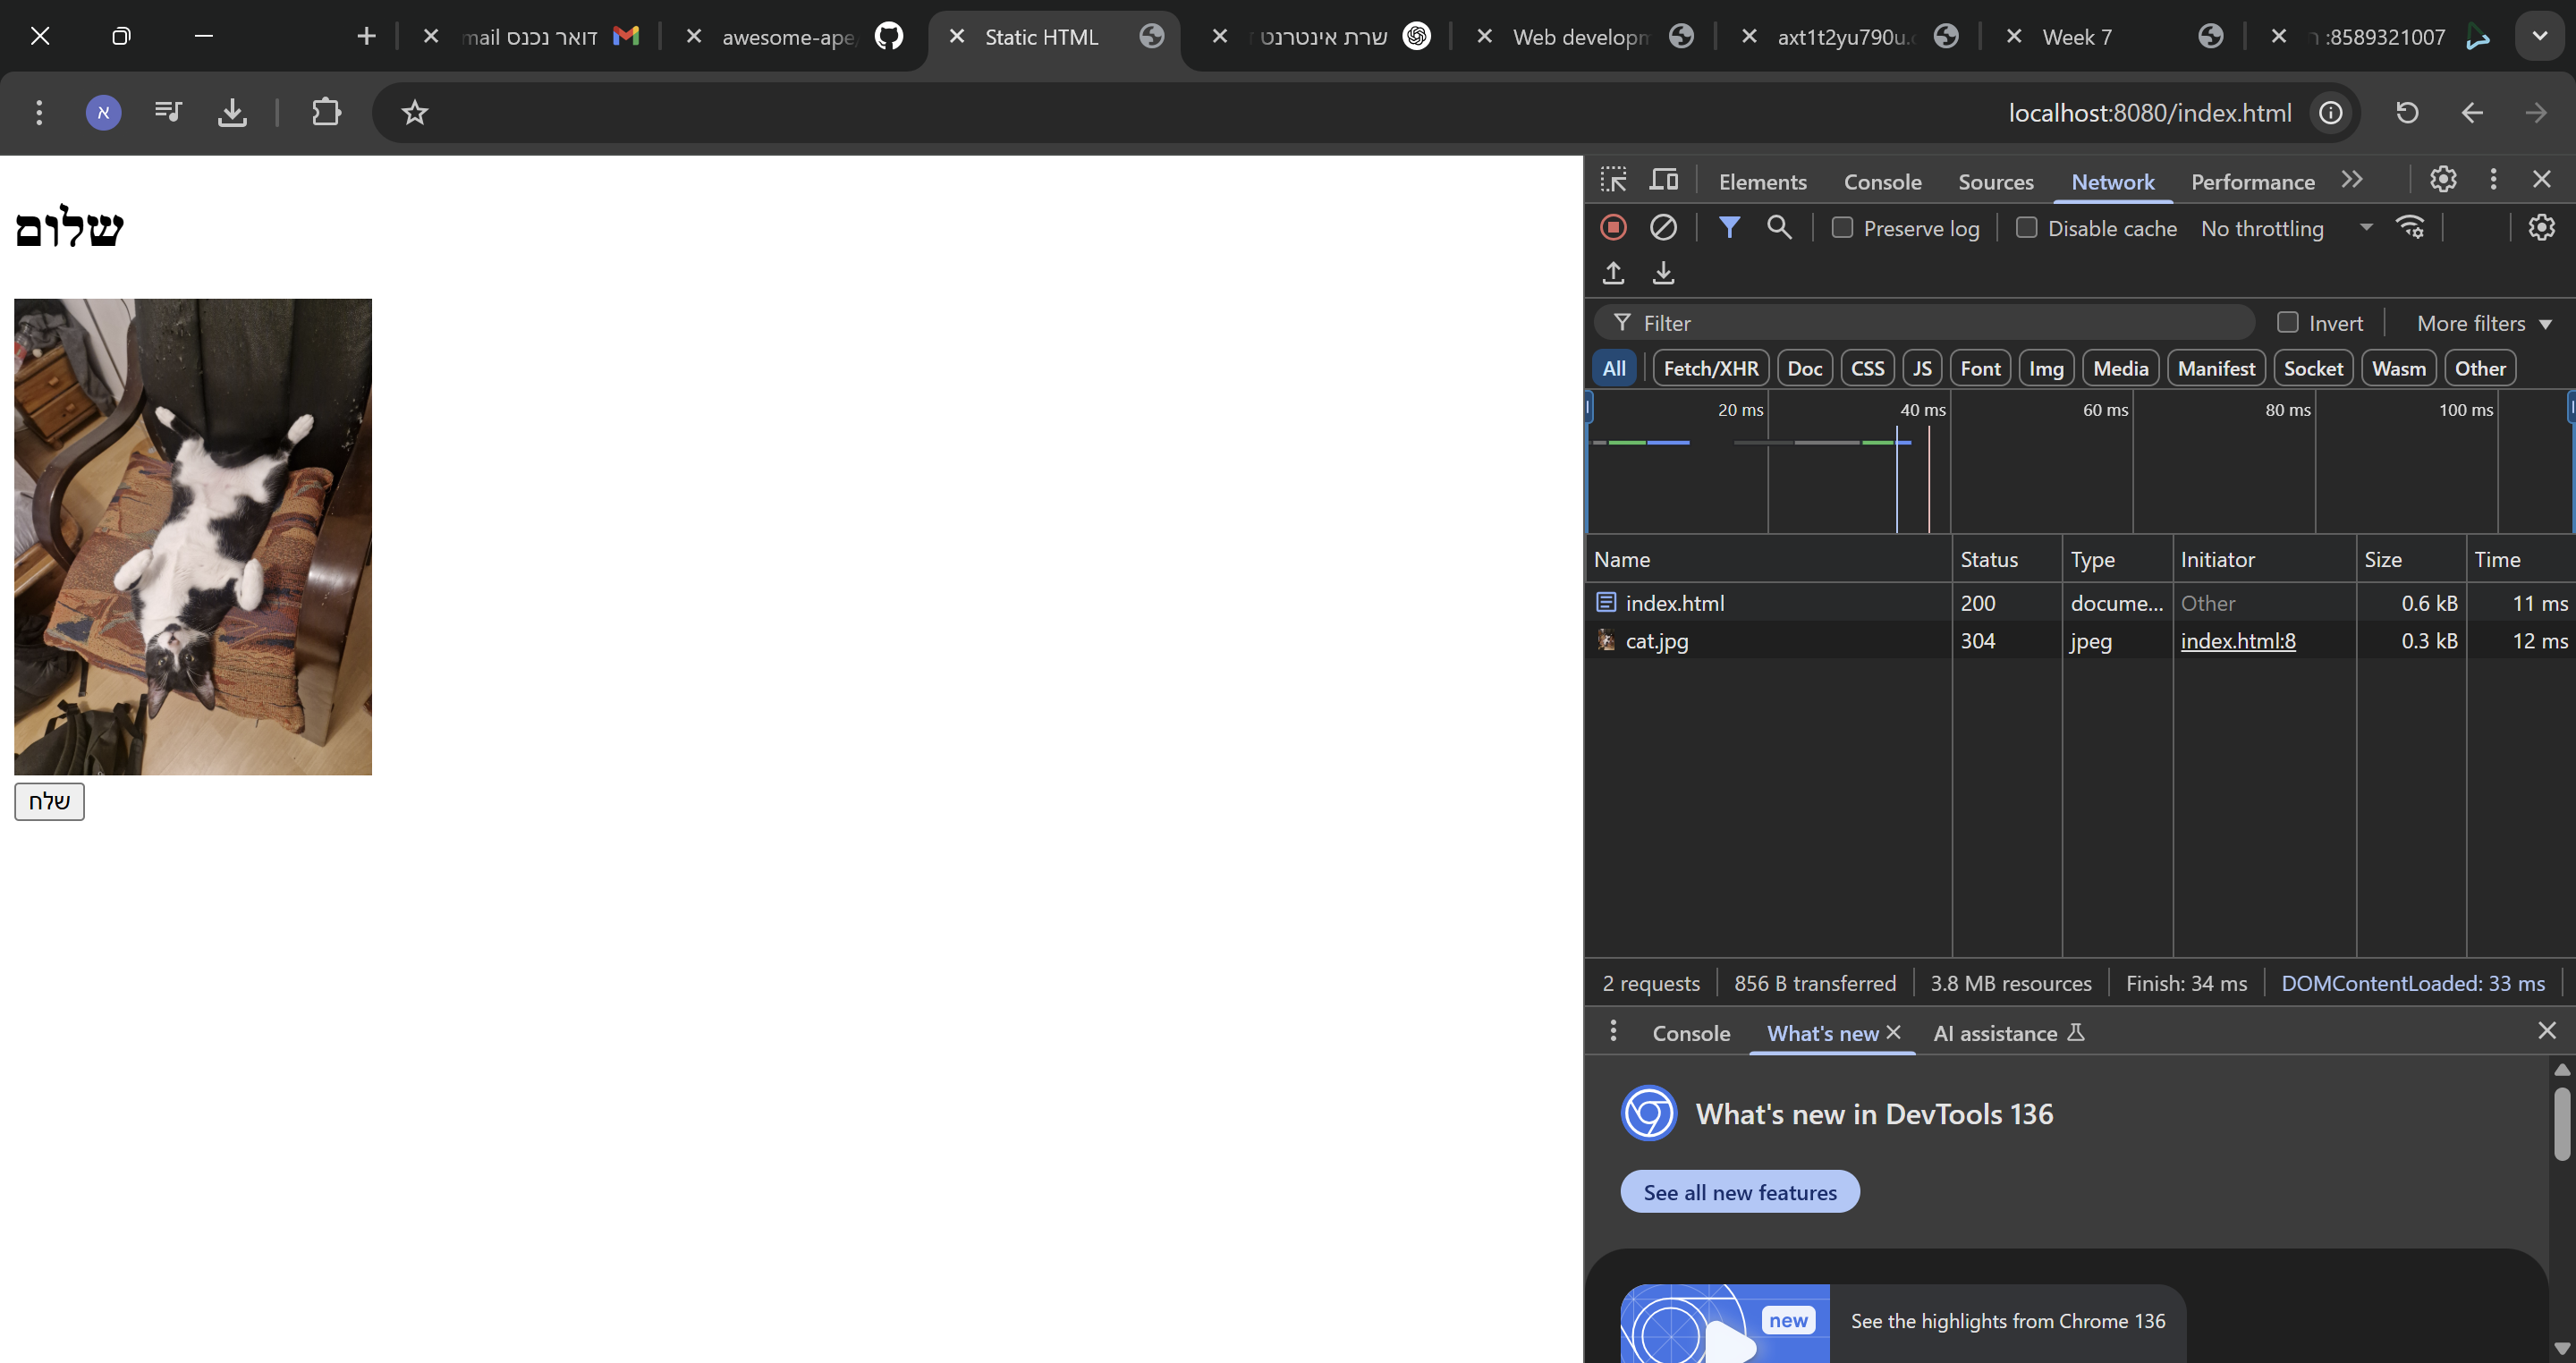 דואר נכנס mail
awesome-ape
Static HTML
שרת אינטרנט
Web developm
axt1t2yu790u.
Week 7
8589321007:
א
localhost:8080/index.html
שלום
שלח
Elements Console Sources Network Performance
Preserve log Disable cache No throttling
Filter Invert More filters
All Fetch/XHR Doc CSS JS Font Img Media Manifest Socket Wasm Other
20 ms 40 ms 60 ms 80 ms 100 ms
Name Status Type Initiator Size Time
index.html 200 docume... Other 0.6 kB 11 ms
cat.jpg 304 jpeg index.html:8 0.3 kB 12 ms
2 requests 856 B transferred 3.8 MB resources Finish: 34 ms DOMContentLoaded: 33 ms
Console What's new AI assistance
What's new in DevTools 136
See all new features
new
See the highlights from Chrome 136